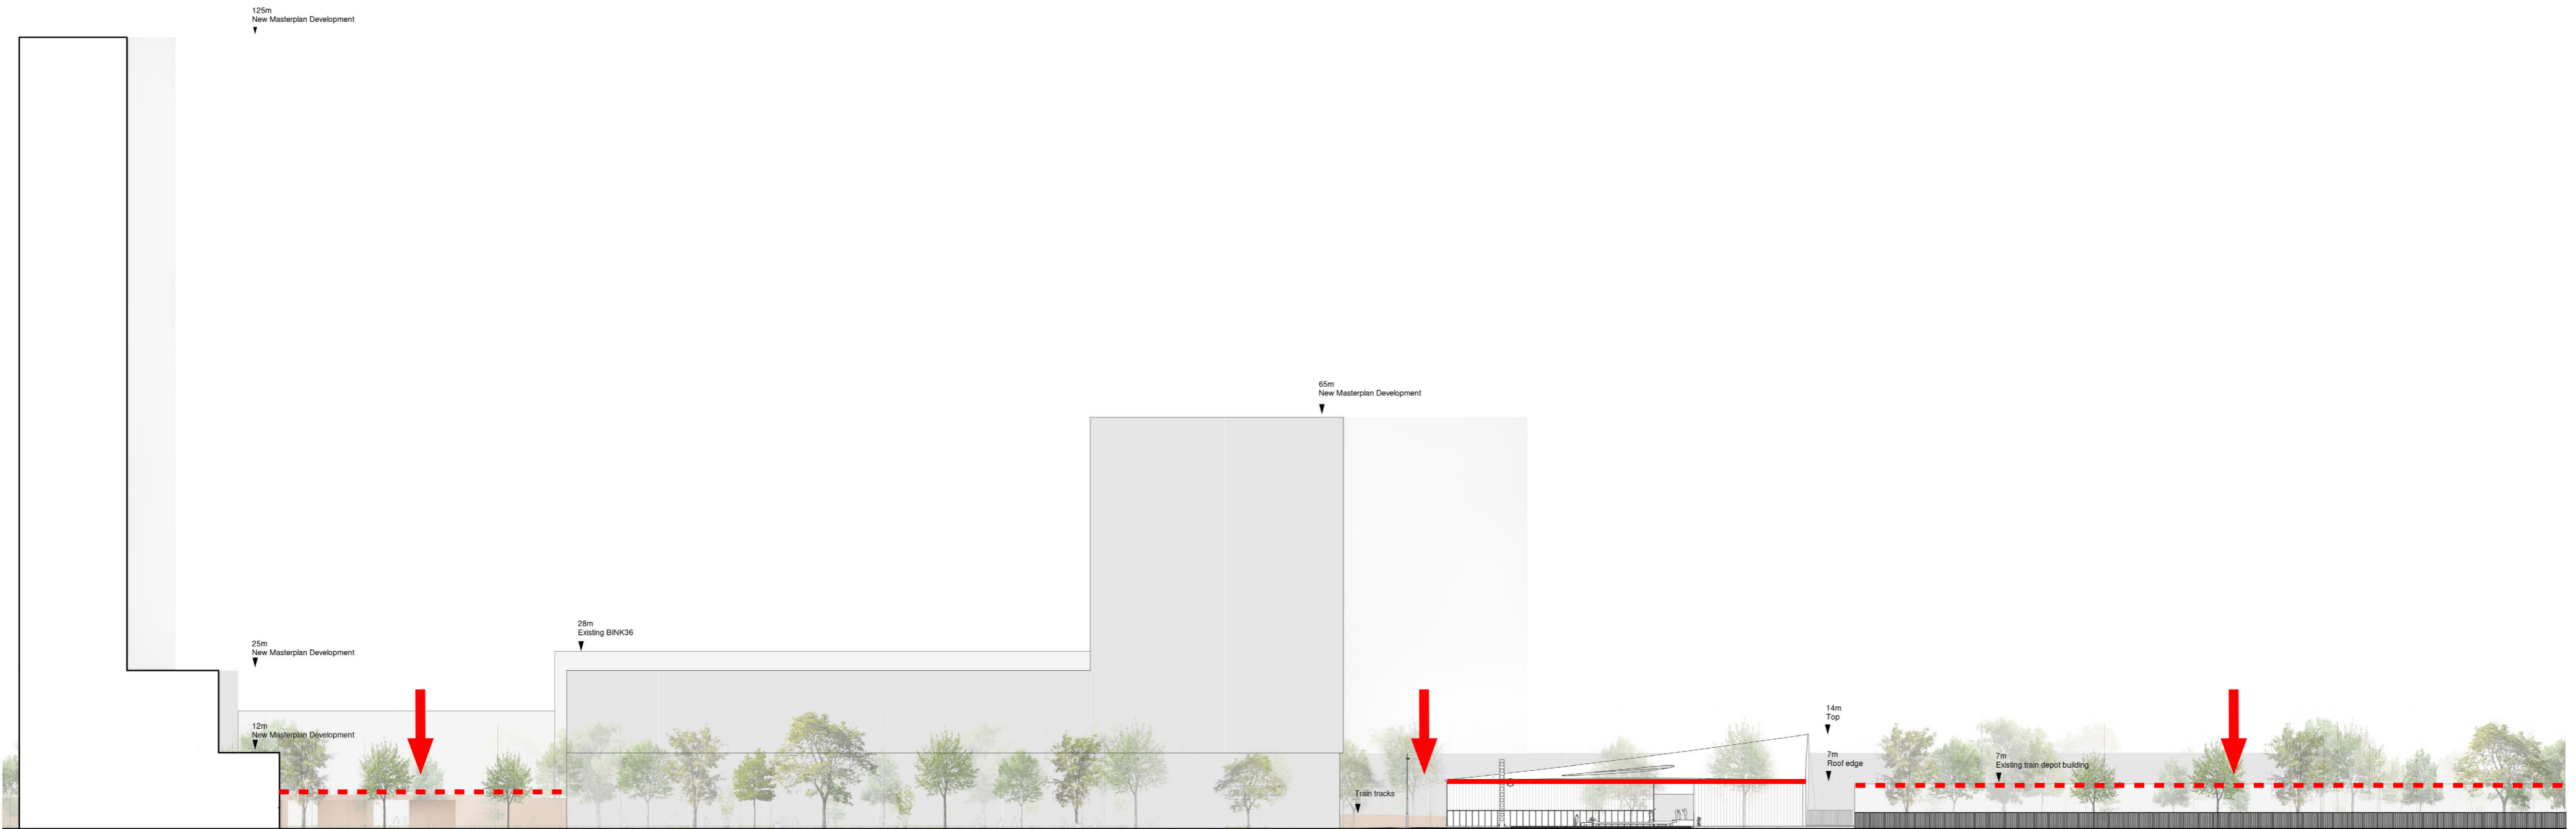 125m
New Masterplan Development
65m
New Masterplan Development
28m
Existing BINK36
25m
New Masterplan Development
12m
New Masterplan Development
Train tracks
14m
Top
7m
Roof edge
7m
Existing train depot building